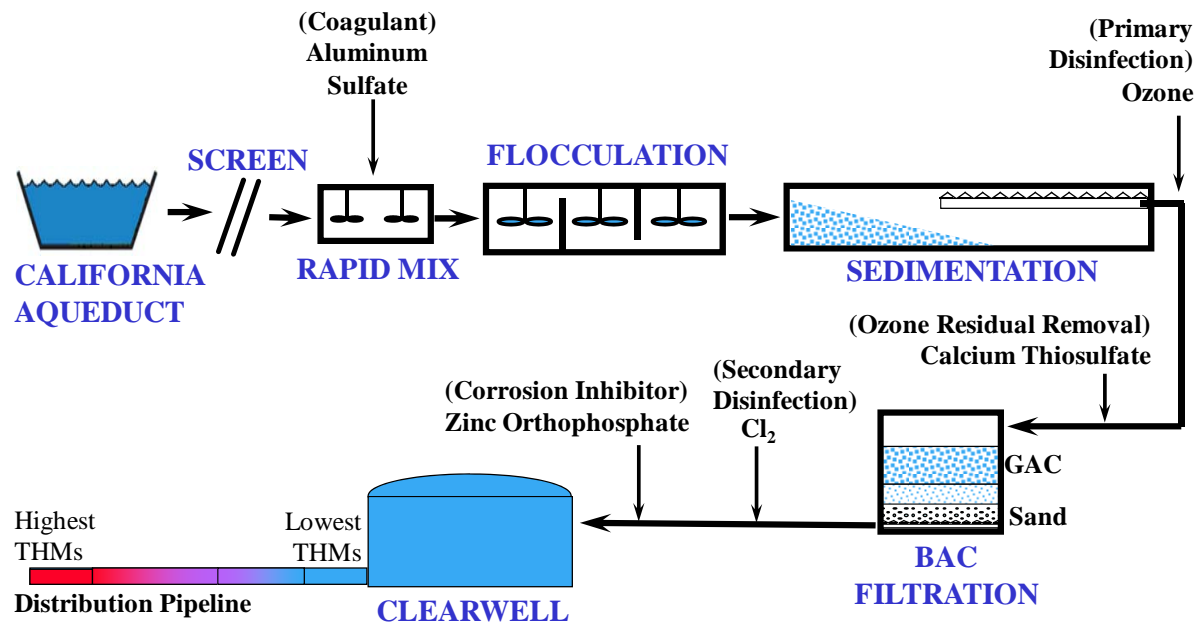 (Coagulant)
Aluminum
Sulfate
(Primary
Disinfection)
Ozone
SCREEN
FLOCCULATION
CALIFORNIA
AQUEDUCT
RAPID MIX
SEDIMENTATION
(Ozone Residual Removal)
Calcium Thiosulfate
(Corrosion Inhibitor)
Zinc Orthophosphate
(Secondary
Disinfection)
Cl₂
GAC
Sand
BAC
FILTRATION
Highest
THMs
Lowest
THMs
Distribution Pipeline
CLEARWELL